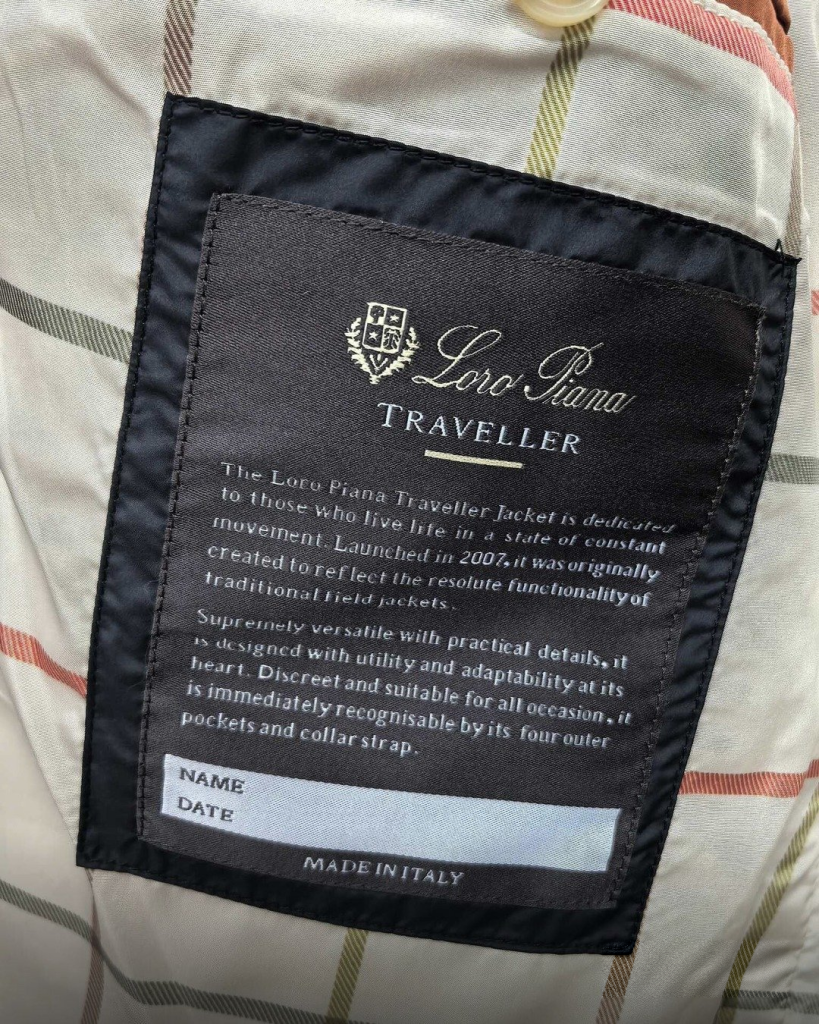 Loro Piana
TRAVELLER
The Loro Piana Traveller Jacket is dedicated
to those who live life in a state of constant
movement. Launched in 2007, it was originally
created to reflect the resolute functionality of
traditional field jackets.
Supremely versatile with practical details, it
is designed with utility and adaptability at its
heart. Discreet and suitable for all occasion, it
is immediately recognisable by its four outer
pockets and collar strap.
NAME
DATE
MADE IN ITALY